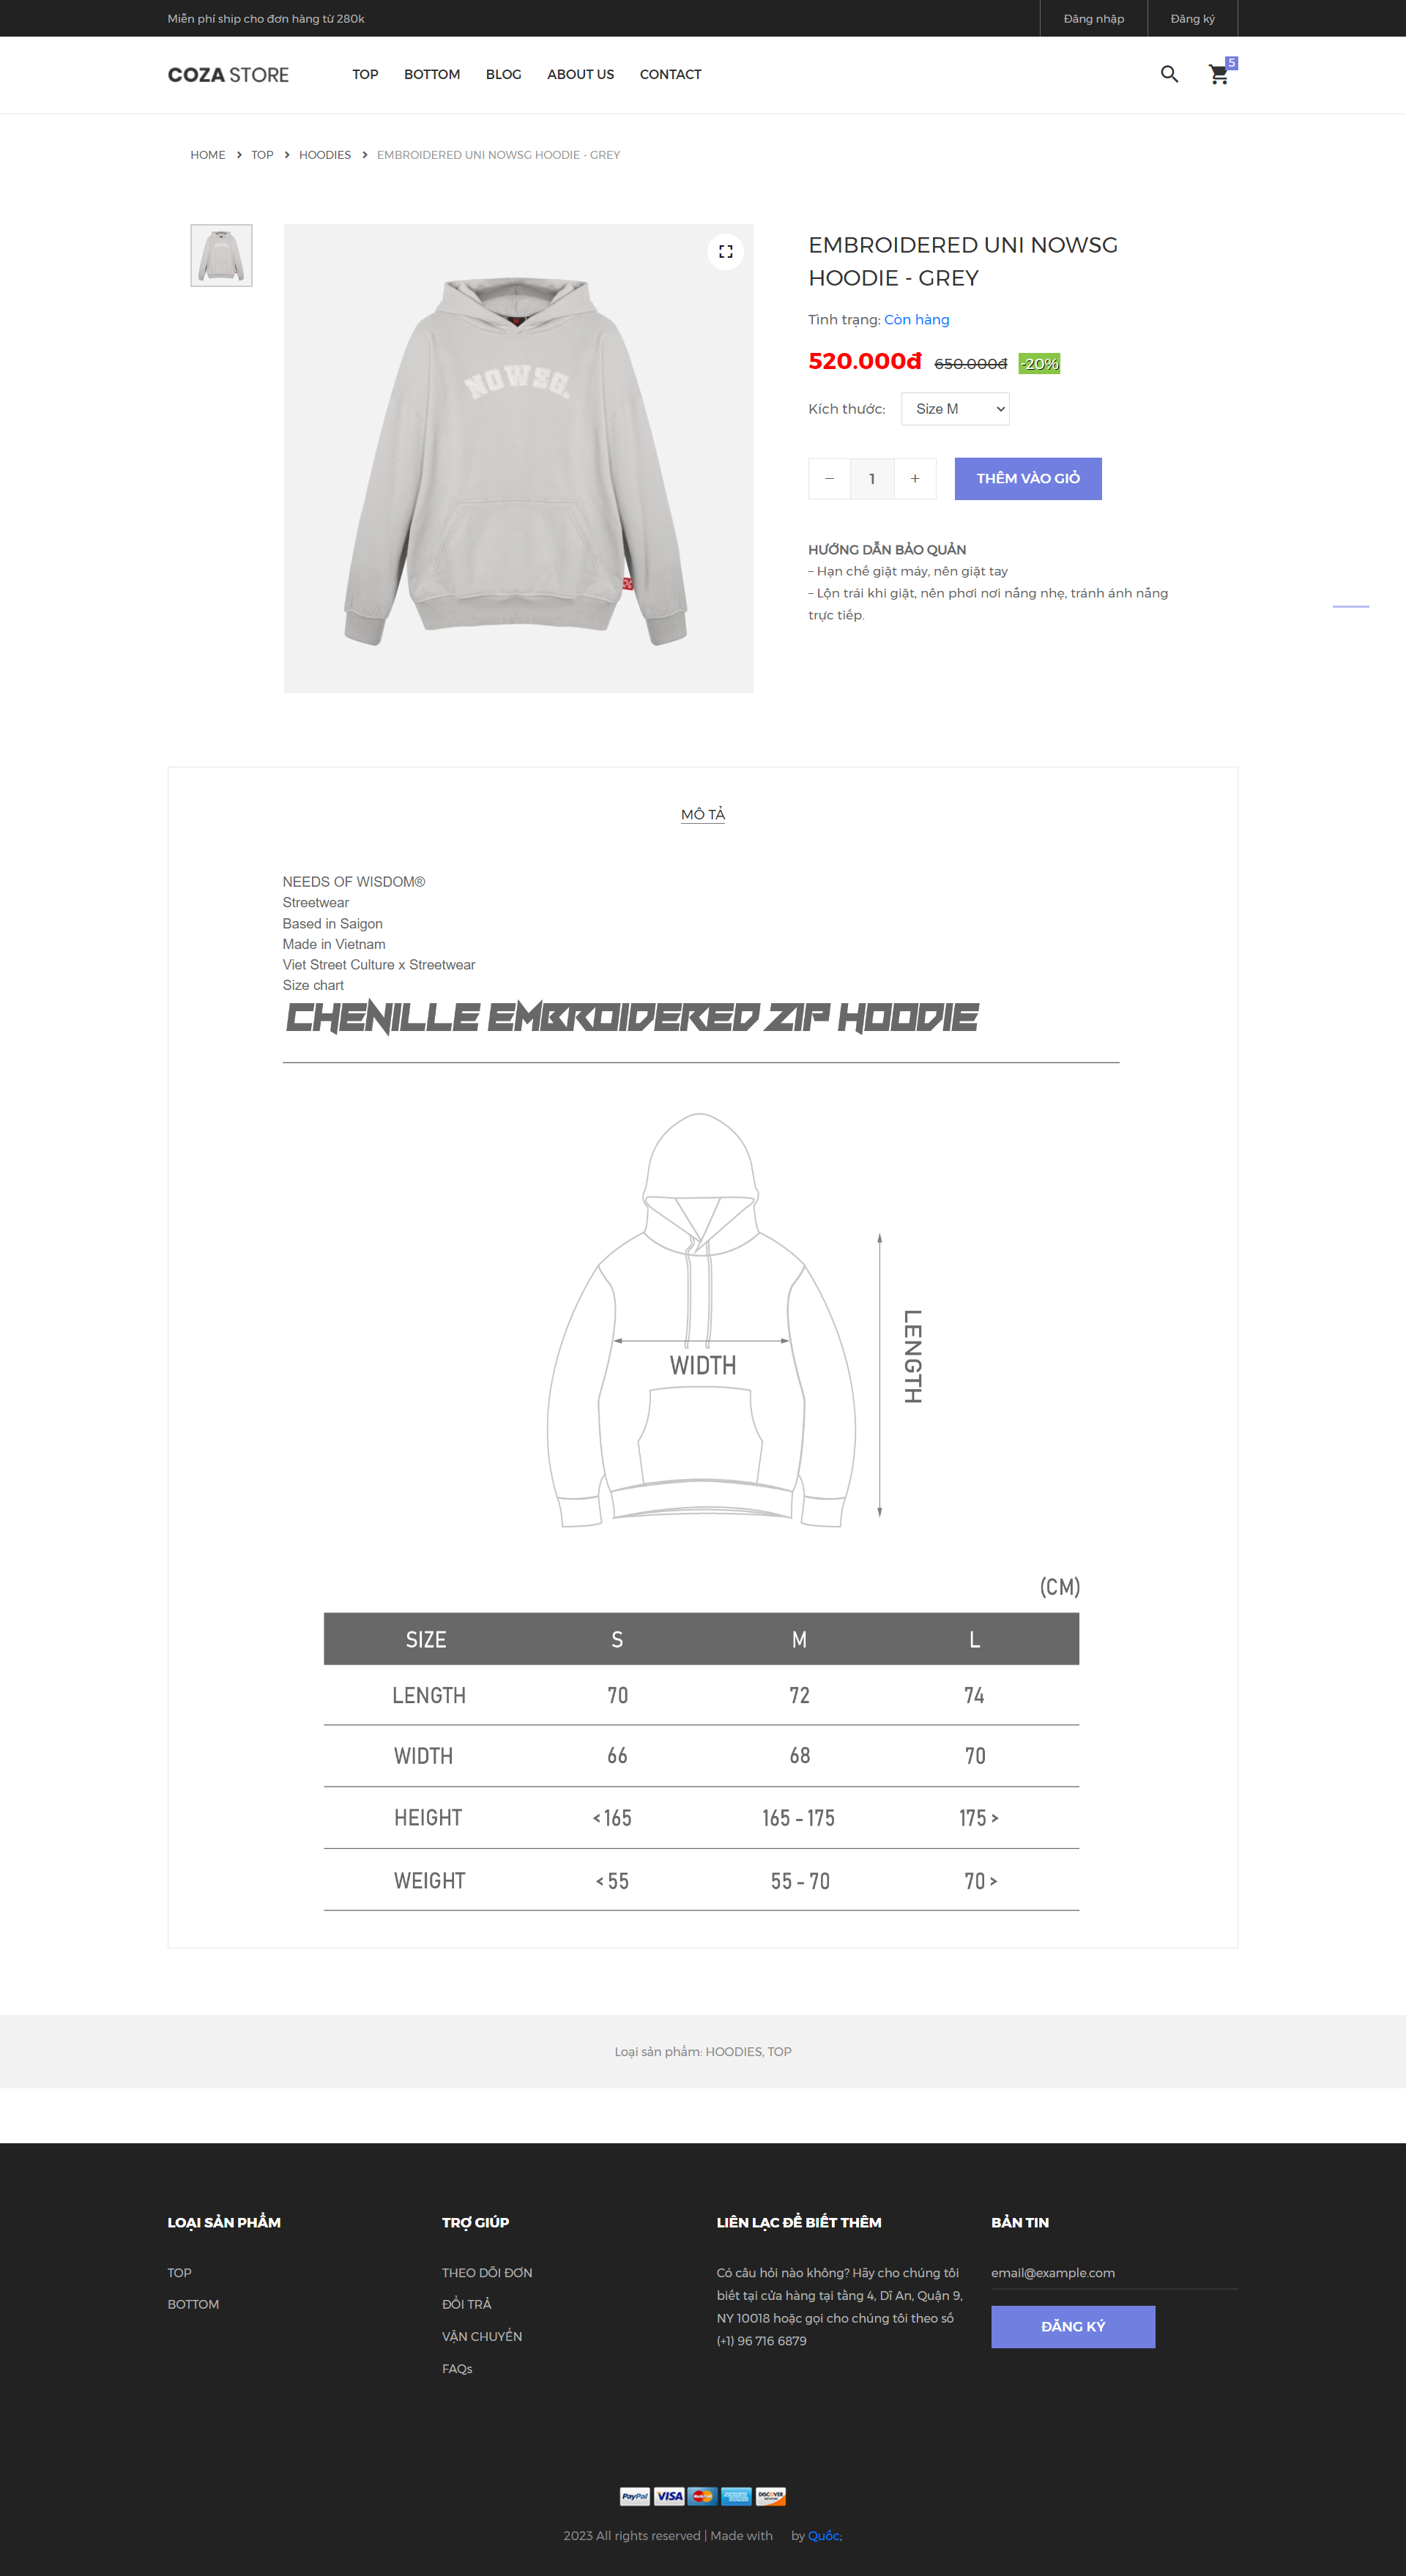 Miễn phí ship cho đơn hàng từ 280k
Đăng nhập
Đăng ký
COZA STORE
TOP
BOTTOM
BLOG
ABOUT US
CONTACT
5
HOME
TOP
HOODIES
EMBROIDERED UNI NOWSG HOODIE - GREY
NOWSG.
EMBROIDERED UNI NOWSG
HOODIE - GREY
Tình trạng: Còn hàng
520.000đ 650.000đ -20%
Kích thước: Size M
− 1 +
THÊM VÀO GIỎ
HƯỚNG DẪN BẢO QUẢN
– Hạn chế giặt máy, nên giặt tay
– Lộn trái khi giặt, nên phơi nơi nắng nhẹ, tránh ánh nắng
trực tiếp.
MÔ TẢ
NEEDS OF WISDOM®
Streetwear
Based in Saigon
Made in Vietnam
Viet Street Culture x Streetwear
Size chart
CHENILLE EMBROIDERED ZIP HOODIE
WIDTH
LENGTH
(CM)
SIZE S M L
LENGTH 70 72 74
WIDTH 66 68 70
HEIGHT < 165 165 - 175 175 >
WEIGHT < 55 55 - 70 70 >
Loại sản phẩm: HOODIES, TOP
LOẠI SẢN PHẨM
TOP
BOTTOM
TRỢ GIÚP
THEO DÕI ĐƠN
ĐỔI TRẢ
VẬN CHUYỂN
FAQs
LIÊN LẠC ĐỂ BIẾT THÊM
Có câu hỏi nào không? Hãy cho chúng tôi
biết tại cửa hàng tại tầng 4, Dĩ An, Quận 9,
NY 10018 hoặc gọi cho chúng tôi theo số
(+1) 96 716 6879
BẢN TIN
email@example.com
ĐĂNG KÝ
PayPal VISA MasterCard DISCOVER
2023 All rights reserved | Made with by Quốc;